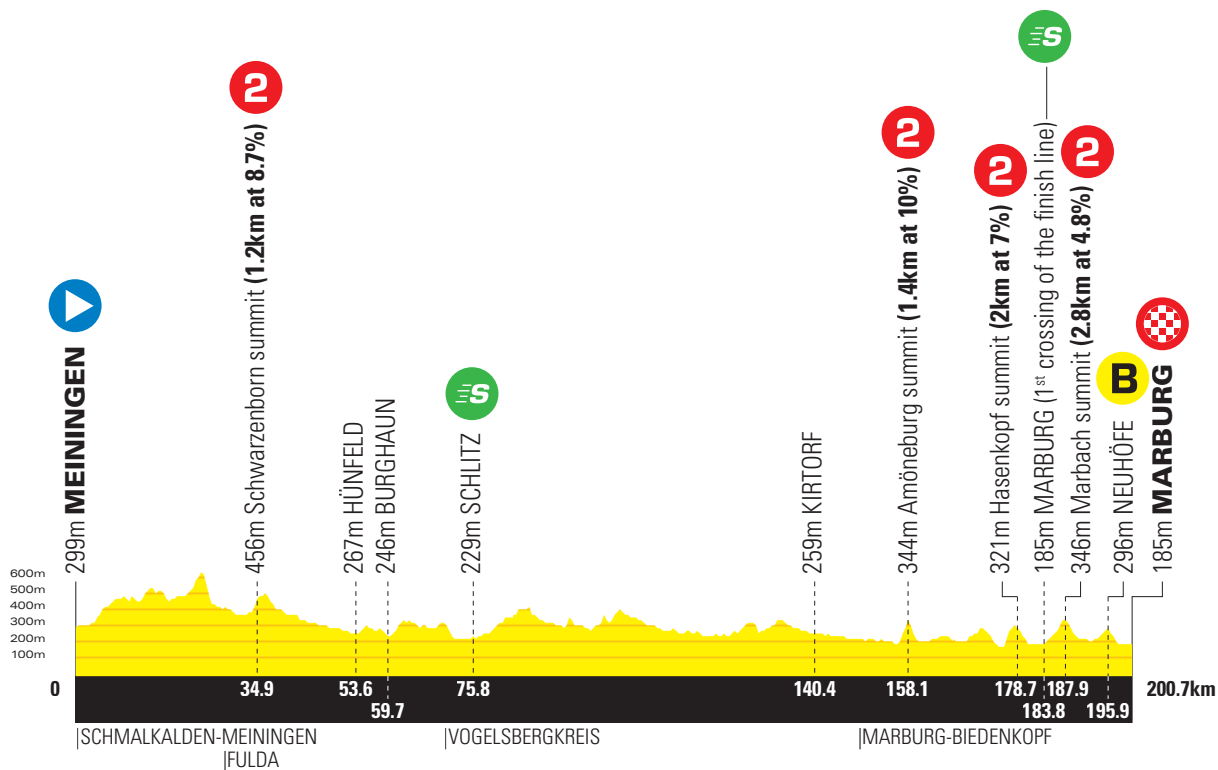 2
299m MEININGEN
456m Schwarzenborn summit (1.2km at 8.7%)
267m HÜNFELD
246m BURGHAUN
S
229m SCHLITZ
259m KIRTORF
2
344m Amöneburg summit (1.4km at 10%)
2
321m Hasenkopf summit (2km at 7%)
S
185m MARBURG (1st crossing of the finish line)
2
346m Marbach summit (2.8km at 4.8%)
B
296m NEUHÖFE
185m MARBURG
600m
500m
400m
300m
200m
100m
0
34.9
53.6
59.7
75.8
140.4
158.1
178.7
183.8
187.9
195.9
200.7km
|SCHMALKALDEN-MEININGEN
|FULDA
|VOGELSBERGKREIS
|MARBURG-BIEDENKOPF